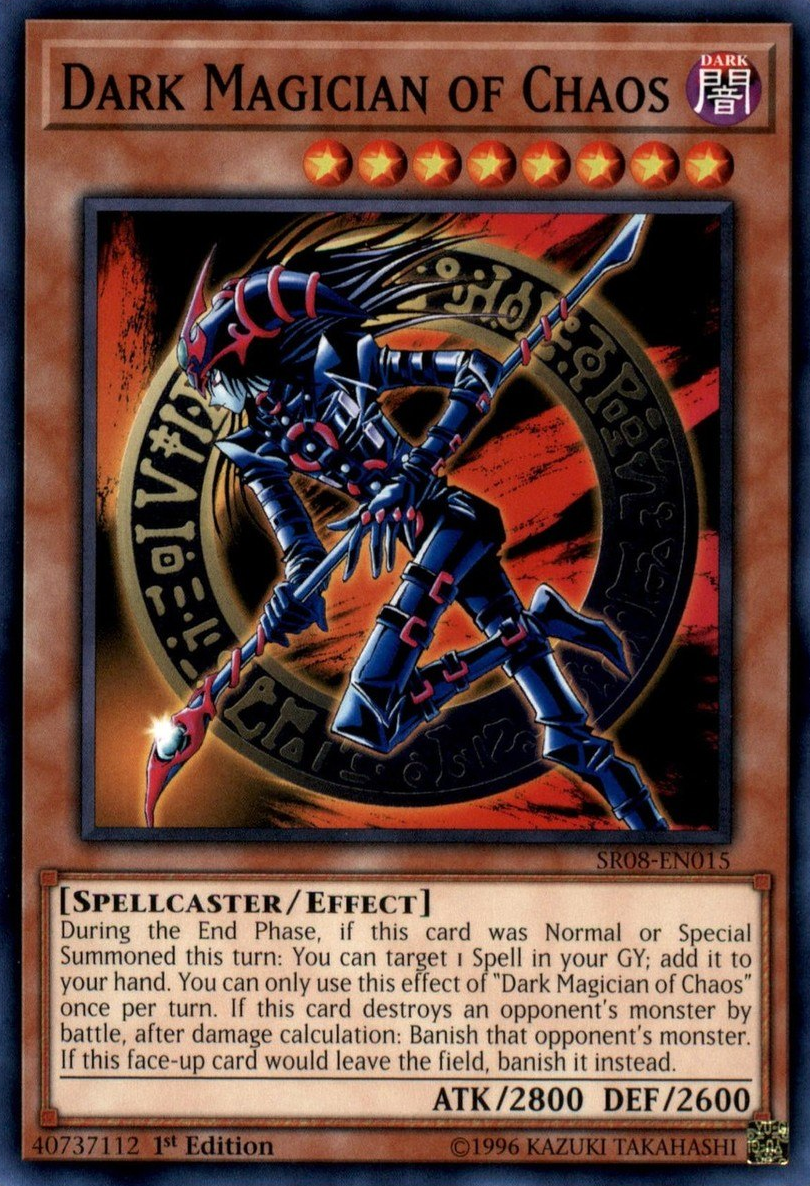 DARK MAGICIAN OF CHAOS
DARK
闇
SR08-EN015
[SPELLCASTER/EFFECT]
During the End Phase, if this card was Normal or Special
Summoned this turn: You can target 1 Spell in your GY; add it to
your hand. You can only use this effect of "Dark Magician of Chaos"
once per turn. If this card destroys an opponent's monster by
battle, after damage calculation: Banish that opponent's monster.
If this face-up card would leave the field, banish it instead.
ATK/2800 DEF/2600
40737112 1st Edition ©1996 KAZUKI TAKAHASHI